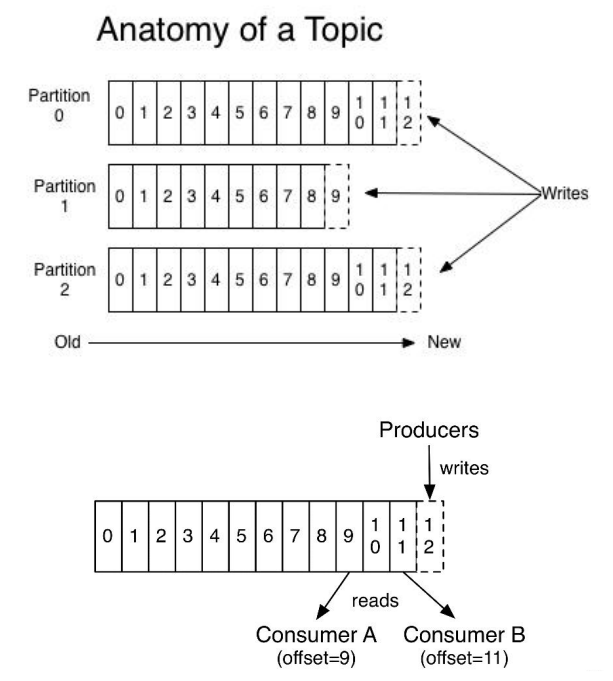 Anatomy of a Topic
Partition 0
0 1 2 3 4 5 6 7 8 9 10 11 12
Partition 1
0 1 2 3 4 5 6 7 8 9
Writes
Partition 2
0 1 2 3 4 5 6 7 8 9 10 11 12
Old New
Producers
writes
0 1 2 3 4 5 6 7 8 9 10 11 12
reads
Consumer A Consumer B
(offset=9) (offset=11)